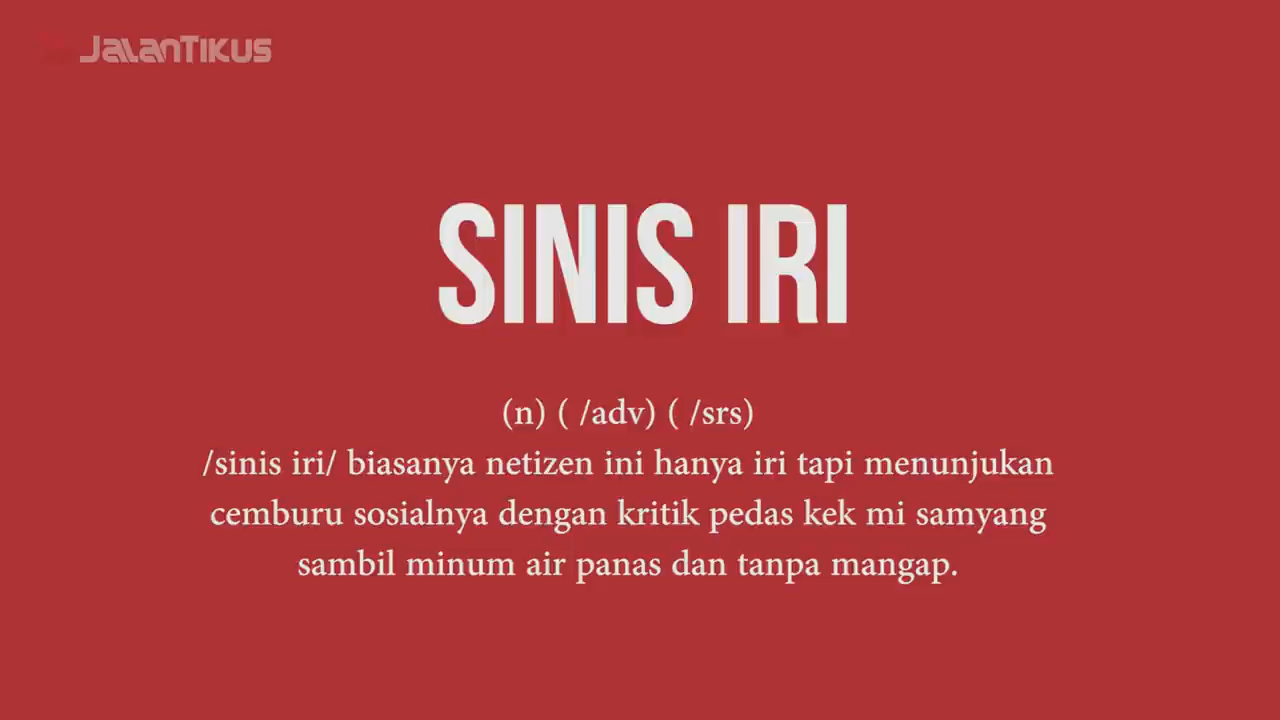 JALANTIKUS
SINIS IRI
(n) ( /adv) ( /srs)
/sinis iri/ biasanya netizen ini hanya iri tapi menunjukan
cemburu sosialnya dengan kritik pedas kek mi samyang
sambil minum air panas dan tanpa mangap.